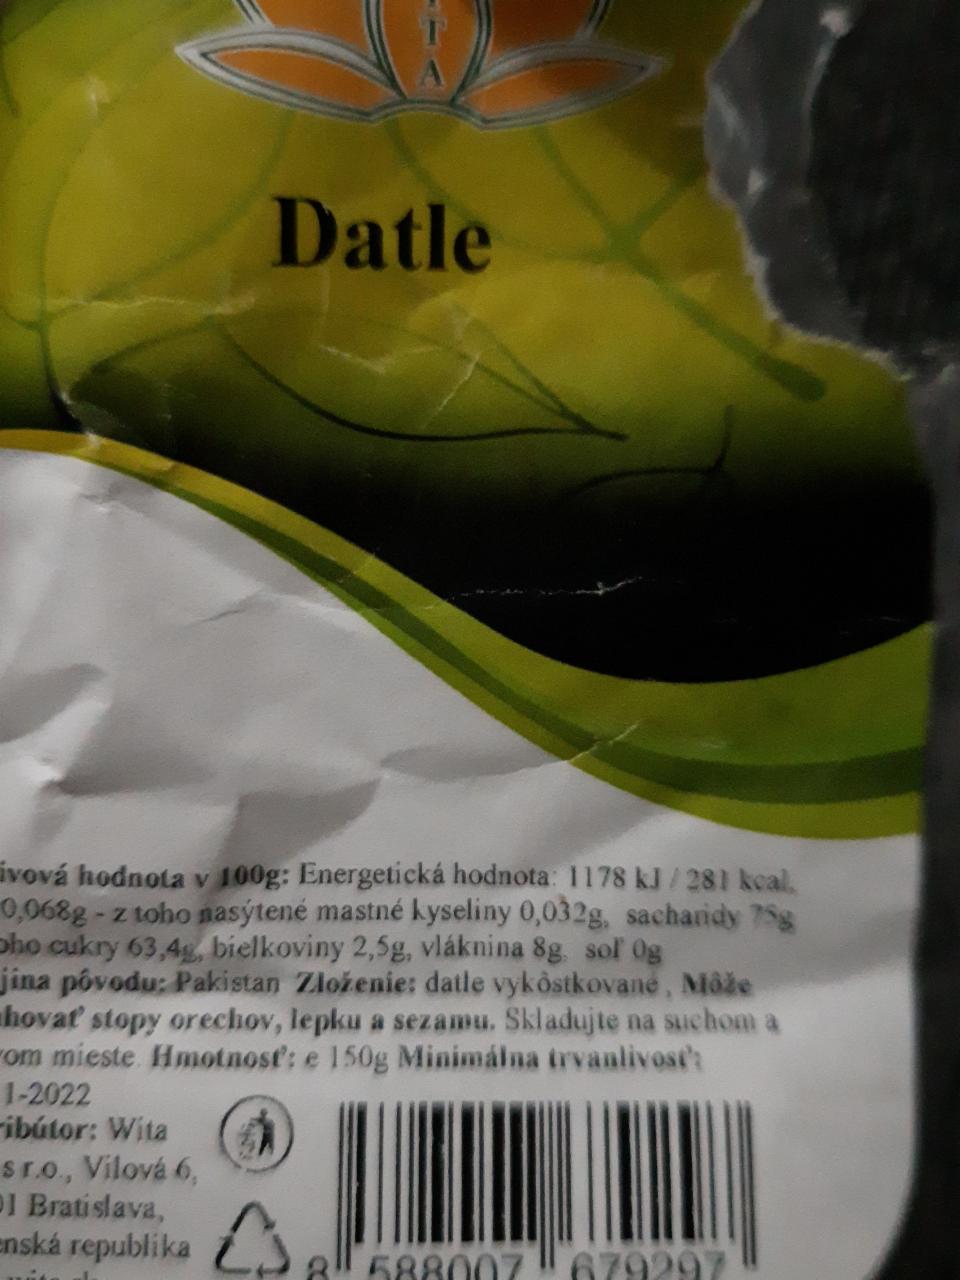 ITA
Datle
ivová hodnota v 100g: Energetická hodnota: 1178 kJ / 281 kcal,
0,068g - z toho nasýtené mastné kyseliny 0,032g, sacharidy 75g
oho cukry 63,4g, bielkoviny 2,5g, vláknina 8g, soľ 0g
jina pôvodu: Pakistan Zloženie: datle vykôstkované, Môže
hovať stopy orechov, lepku a sezamu. Skladujte na suchom a
vom mieste. Hmotnosť: e 150g Minimálna trvanlivosť:
1-2022
ribútor: Wita
s r.o., Vilová 6,
01 Bratislava,
enská republika
8 588007 679297